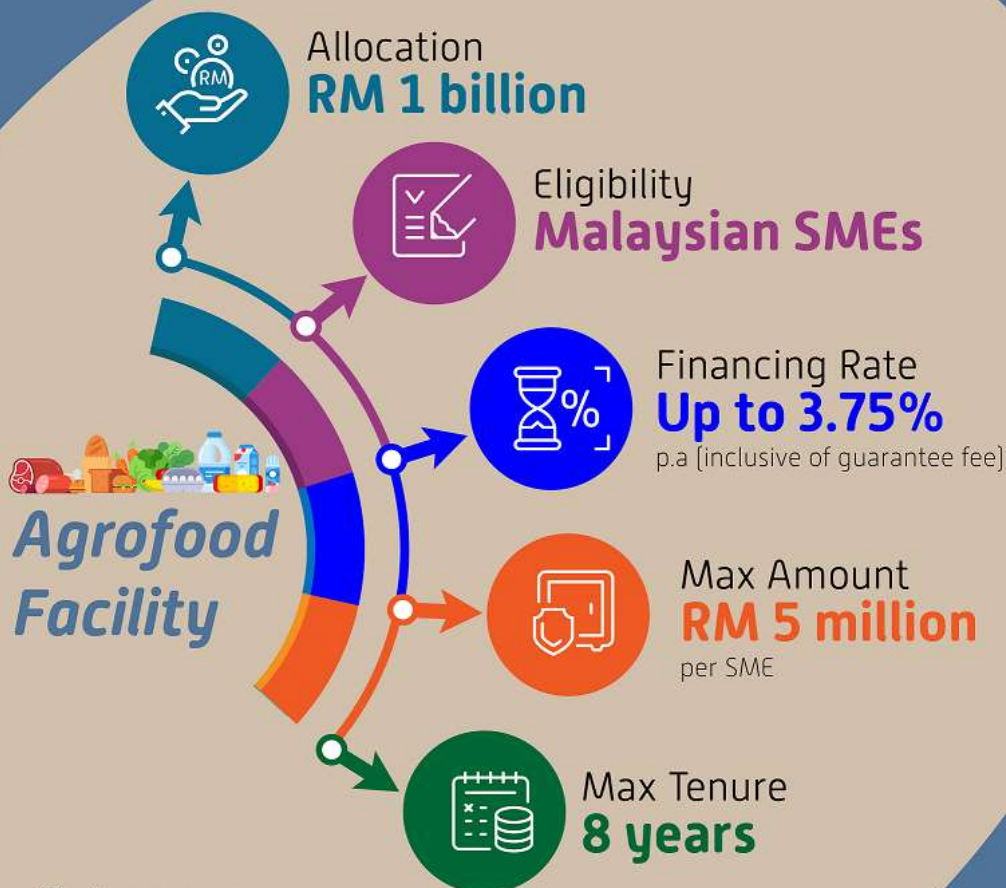 Allocation
RM 1 billion
RM
Eligibility
Malaysian SMEs
Financing Rate
Up to 3.75%
p.a (inclusive of guarantee fee)
%
Agrofood
Facility
Max Amount
RM 5 million
per SME
Max Tenure
8 years